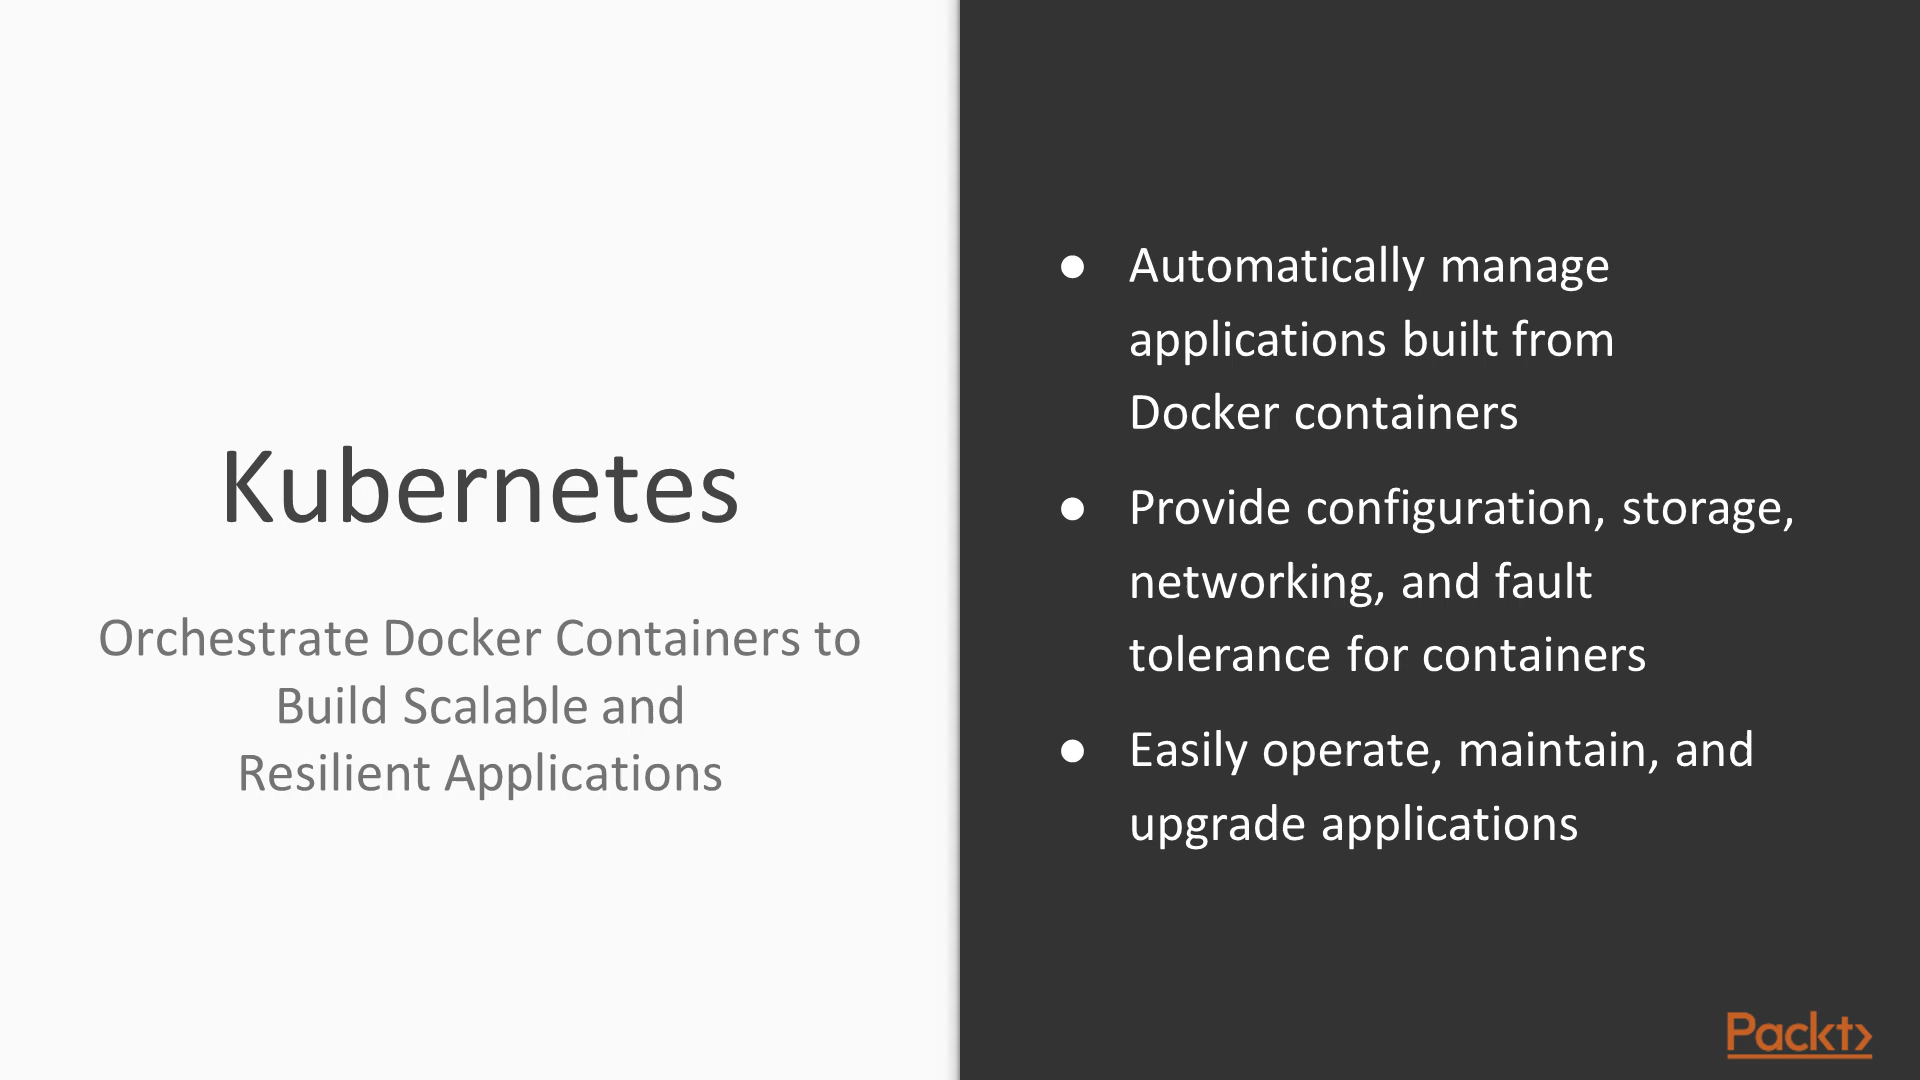 Kubernetes
Orchestrate Docker Containers to
Build Scalable and
Resilient Applications
● Automatically manage
applications built from
Docker containers
● Provide configuration, storage,
networking, and fault
tolerance for containers
● Easily operate, maintain, and
upgrade applications
Packt>